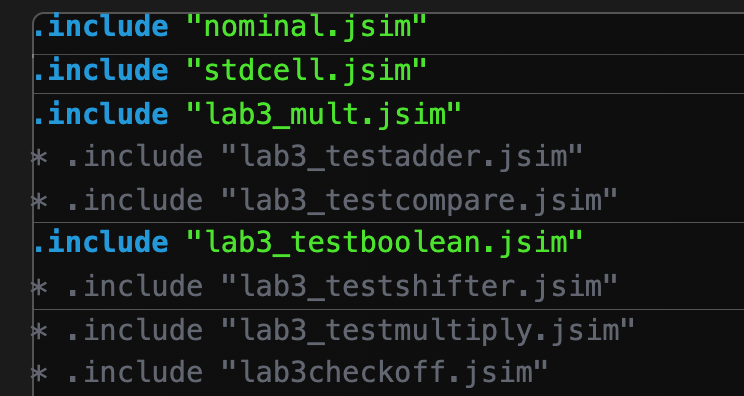 .include "nominal.jsim"
.include "stdcell.jsim"
.include "lab3_mult.jsim"
* .include "lab3_testadder.jsim"
* .include "lab3_testcompare.jsim"
.include "lab3_testboolean.jsim"
* .include "lab3_testshifter.jsim"
* .include "lab3_testmultiply.jsim"
* .include "lab3checkoff.jsim"